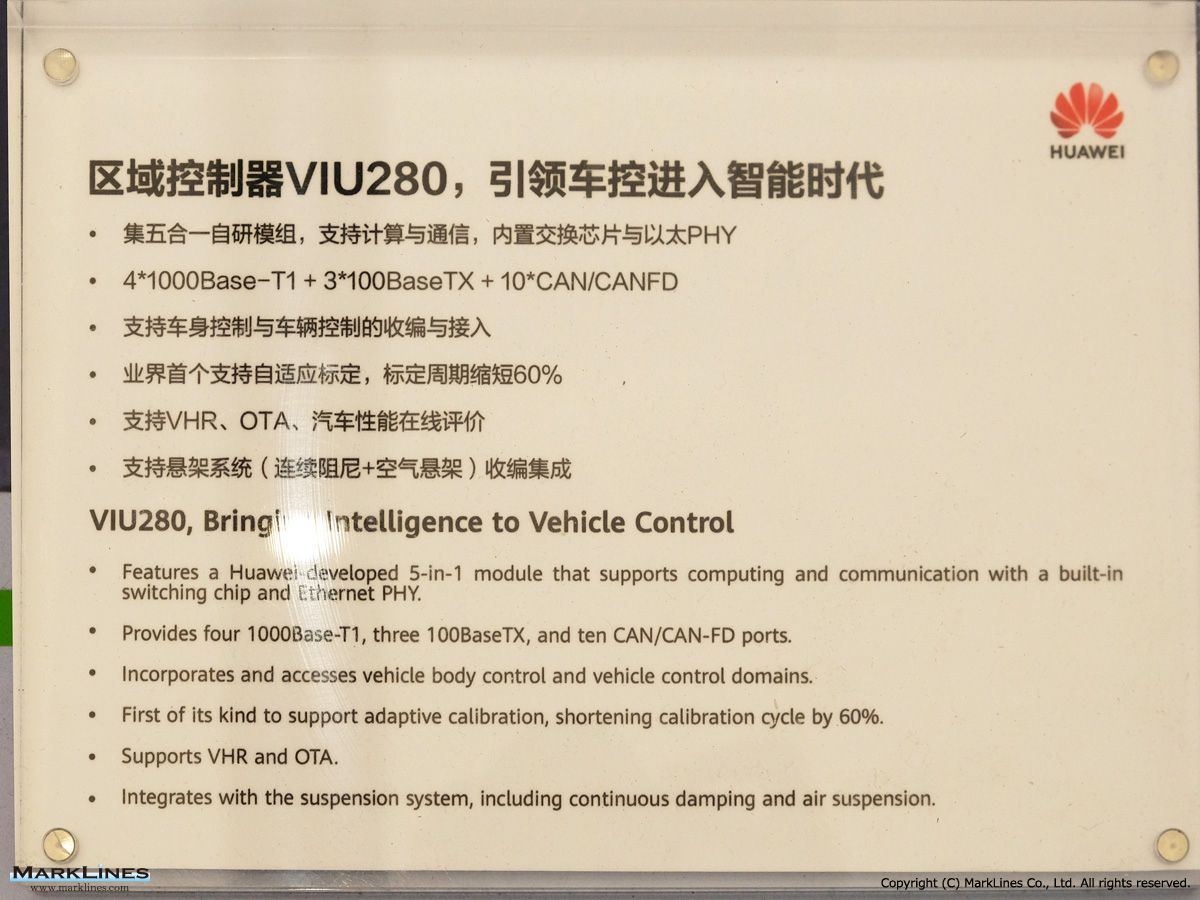 HUAWEI
区域控制器VIU280，引领车控进入智能时代
• 集五合一自研模组，支持计算与通信，内置交换芯片与以太PHY
• 4*1000Base-T1 + 3*100BaseTX + 10*CAN/CANFD
• 支持车身控制与车辆控制的收编与接入
• 业界首个支持自适应标定，标定周期缩短60%
• 支持VHR、OTA、汽车性能在线评价
• 支持悬架系统（连续阻尼+空气悬架）收编集成
VIU280, Intelligence to Vehicle Control
• Features a Huawei-developed 5-in-1 module that supports computing and communication with a built-in
switching chip and Ethernet PHY.
• Provides four 1000Base-T1, three 100BaseTX, and ten CAN/CAN-FD ports.
• Incorporates and accesses vehicle body control and vehicle control domains.
• First of its kind to support adaptive calibration, shortening calibration cycle by 60%.
• Supports VHR and OTA.
• Integrates with the suspension system, including continuous damping and air suspension.
MARKLINES
www.marklines.com
Copyright (C) MarkLines Co., Ltd. All rights reserved.